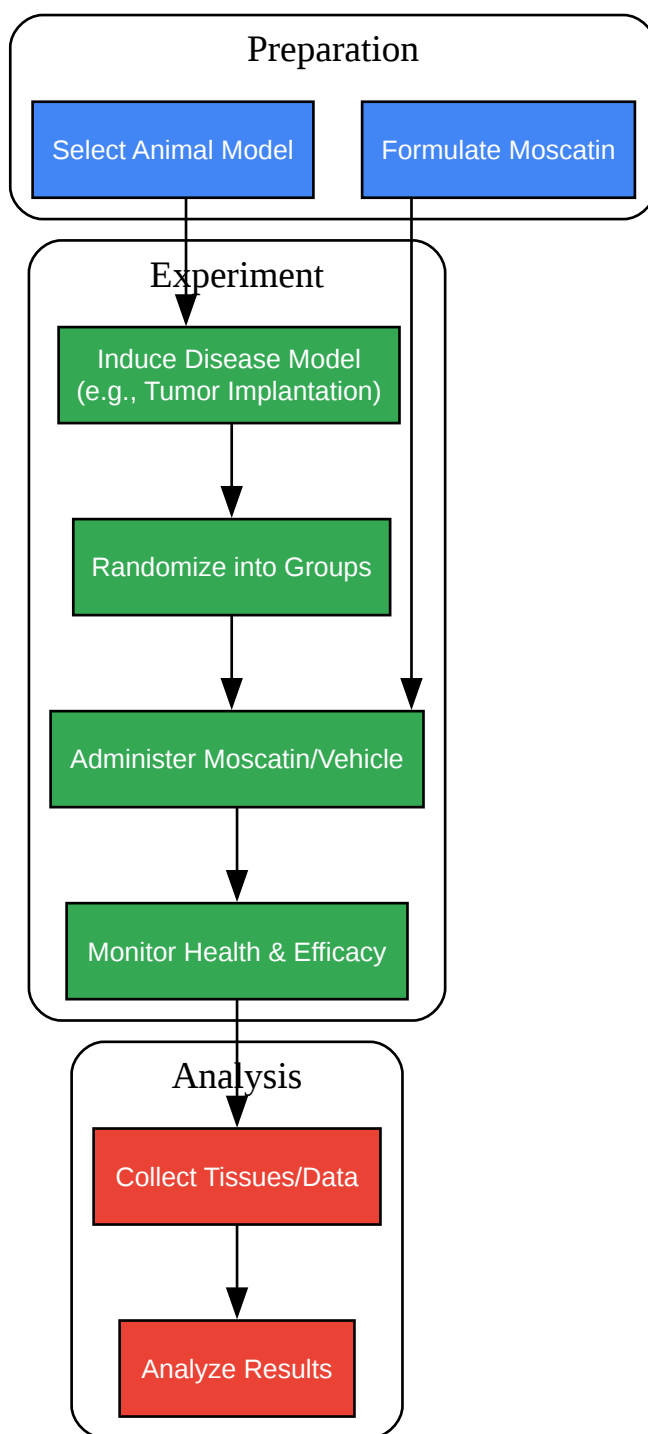 Preparation
Select Animal Model
Formulate Moscatin
Experiment
Induce Disease Model
(e.g., Tumor Implantation)
Randomize into Groups
Administer Moscatin/Vehicle
Monitor Health & Efficacy
Analysis
Collect Tissues/Data
Analyze Results